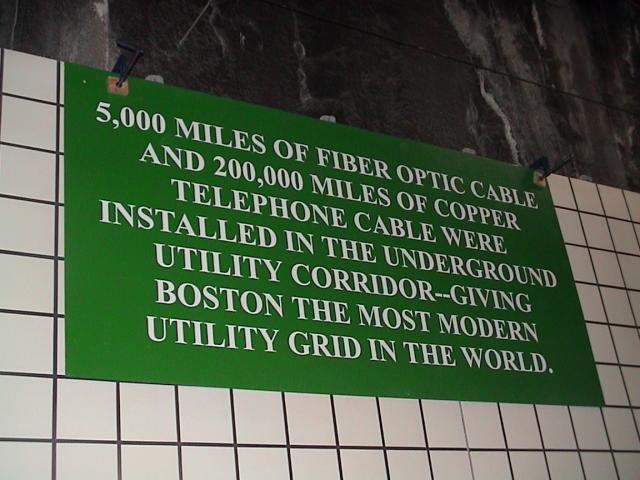 5,000 MILES OF FIBER OPTIC CABLE
AND 200,000 MILES OF COPPER
TELEPHONE CABLE WERE
INSTALLED IN THE UNDERGROUND
UTILITY CORRIDOR--GIVING
BOSTON THE MOST MODERN
UTILITY GRID IN THE WORLD.